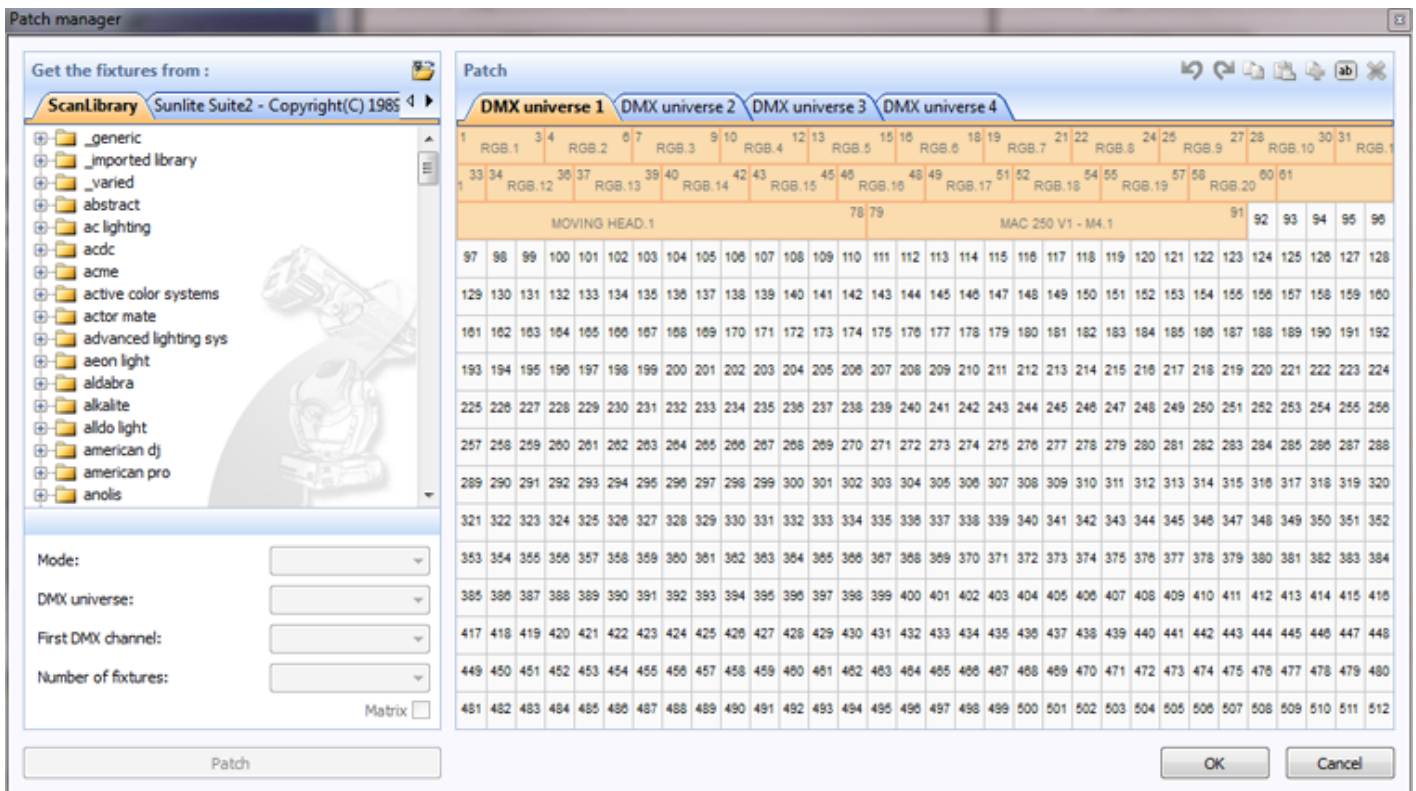 Patch manager
Get the fixtures from :
ScanLibrary Sunlite Suite2 - Copyright(C) 1989
_generic
_imported library
_varied
abstract
ac lighting
acdc
acme
active color systems
actor mate
advanced lighting sys
aeon light
aldabra
alkalite
alldo light
american dj
american pro
anolis
Mode:
DMX universe:
First DMX channel:
Number of fixtures:
Matrix
Patch
Patch
ab
DMX universe 1 DMX universe 2 DMX universe 3 DMX universe 4
1 RGB.1 3 4 RGB.2 6 7 RGB.3 9 10 RGB.4 12 13 RGB.5 15 16 RGB.6 18 19 RGB.7 21 22 RGB.8 24 25 RGB.9 27 28 RGB.10 30 31 RGB.1
1 33 34 RGB.12 36 37 RGB.13 39 40 RGB.14 42 43 RGB.15 45 46 RGB.16 48 49 RGB.17 51 52 RGB.18 54 55 RGB.19 57 58 RGB.20 60 61
MOVING HEAD.1 78 79 MAC 250 V1 - M4.1 91 92 93 94 95 96
97 98 99 100 101 102 103 104 105 106 107 108 109 110 111 112 113 114 115 116 117 118 119 120 121 122 123 124 125 126 127 128
129 130 131 132 133 134 135 136 137 138 139 140 141 142 143 144 145 146 147 148 149 150 151 152 153 154 155 156 157 158 159 160
161 162 163 164 165 166 167 168 169 170 171 172 173 174 175 176 177 178 179 180 181 182 183 184 185 186 187 188 189 190 191 192
193 194 195 196 197 198 199 200 201 202 203 204 205 206 207 208 209 210 211 212 213 214 215 216 217 218 219 220 221 222 223 224
225 226 227 228 229 230 231 232 233 234 235 236 237 238 239 240 241 242 243 244 245 246 247 248 249 250 251 252 253 254 255 256
257 258 259 260 261 262 263 264 265 266 267 268 269 270 271 272 273 274 275 276 277 278 279 280 281 282 283 284 285 286 287 288
289 290 291 292 293 294 295 296 297 298 299 300 301 302 303 304 305 306 307 308 309 310 311 312 313 314 315 316 317 318 319 320
321 322 323 324 325 326 327 328 329 330 331 332 333 334 335 336 337 338 339 340 341 342 343 344 345 346 347 348 349 350 351 352
353 354 355 356 357 358 359 360 361 362 363 364 365 366 367 368 369 370 371 372 373 374 375 376 377 378 379 380 381 382 383 384
385 386 387 388 389 390 391 392 393 394 395 396 397 398 399 400 401 402 403 404 405 406 407 408 409 410 411 412 413 414 415 416
417 418 419 420 421 422 423 424 425 426 427 428 429 430 431 432 433 434 435 436 437 438 439 440 441 442 443 444 445 446 447 448
449 450 451 452 453 454 455 456 457 458 459 460 461 462 463 464 465 466 467 468 469 470 471 472 473 474 475 476 477 478 479 480
481 482 483 484 485 486 487 488 489 490 491 492 493 494 495 496 497 498 499 500 501 502 503 504 505 506 507 508 509 510 511 512
OK Cancel